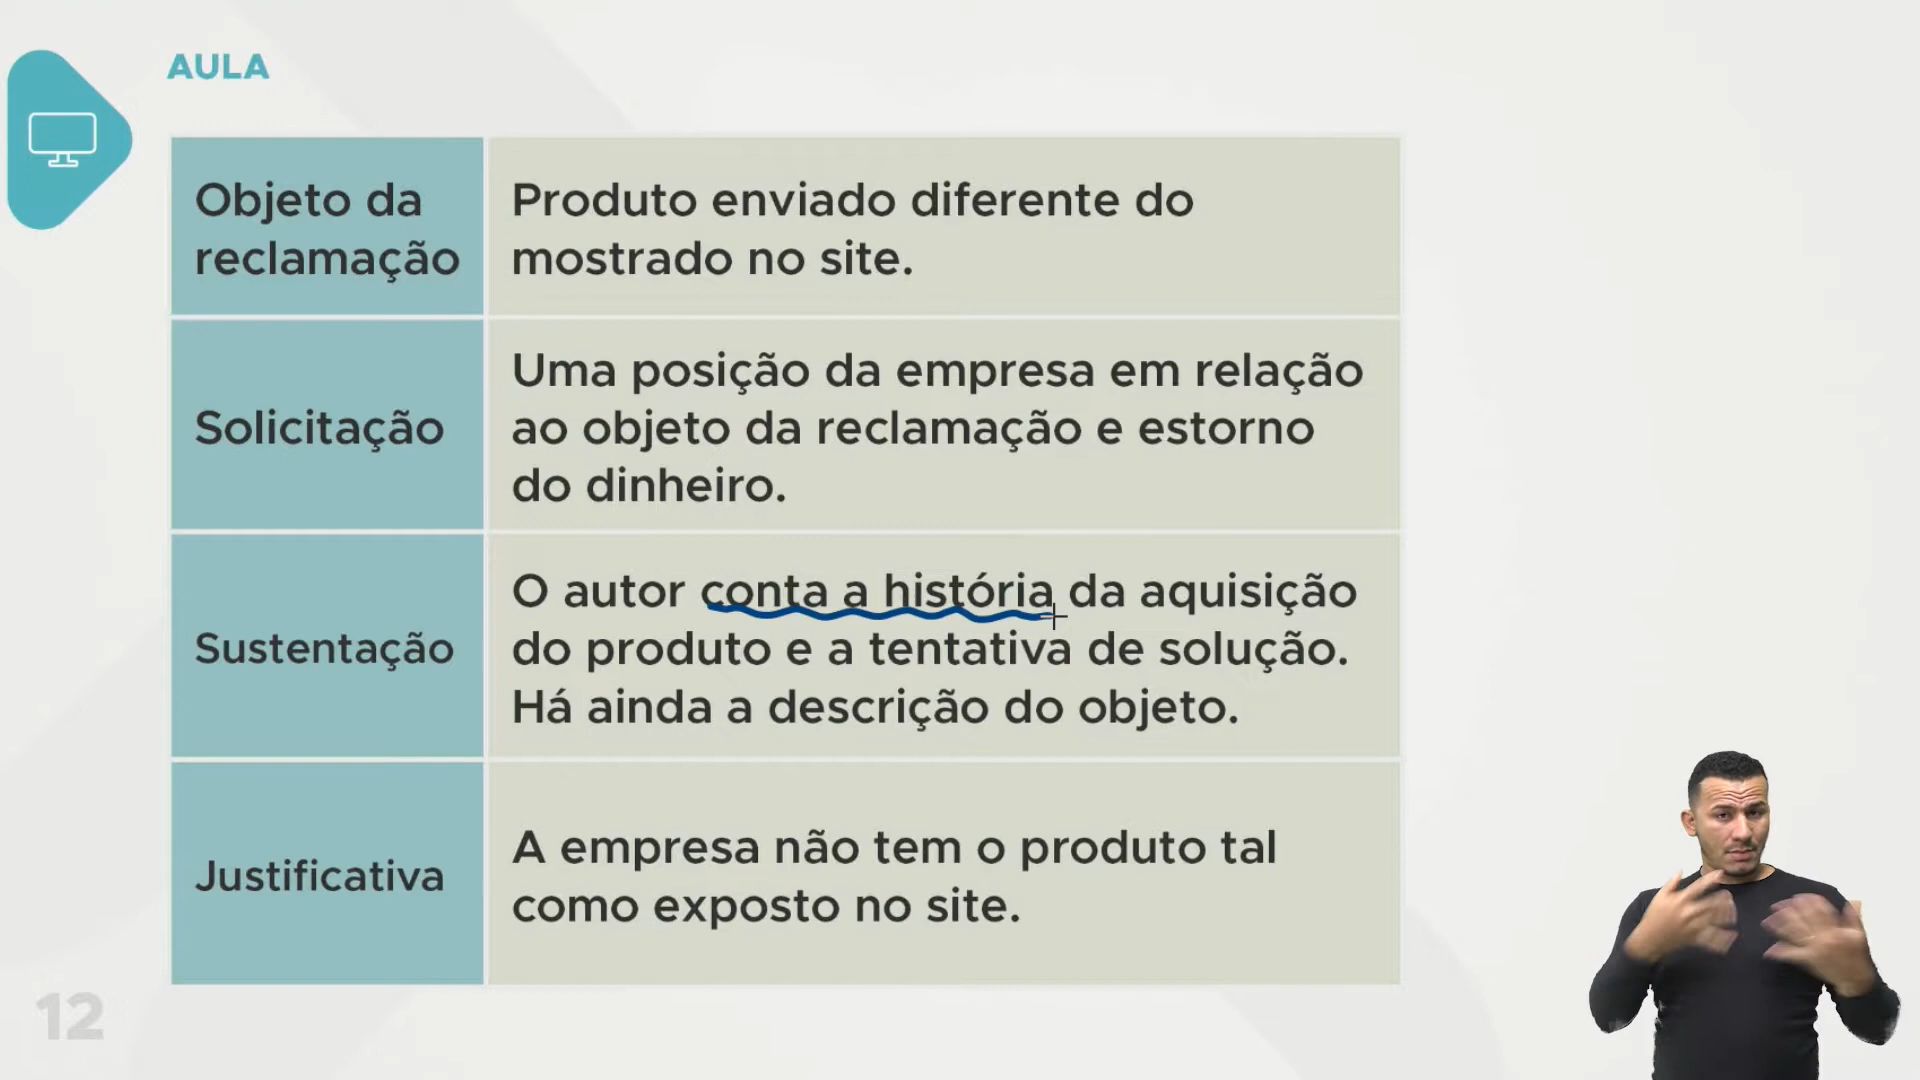 AULA
Objeto da
reclamação
Produto enviado diferente do
mostrado no site.
Solicitação
Uma posição da empresa em relação
ao objeto da reclamação e estorno
do dinheiro.
Sustentação
O autor conta a história da aquisição
do produto e a tentativa de solução.
Há ainda a descrição do objeto.
Justificativa
A empresa não tem o produto tal
como exposto no site.
12